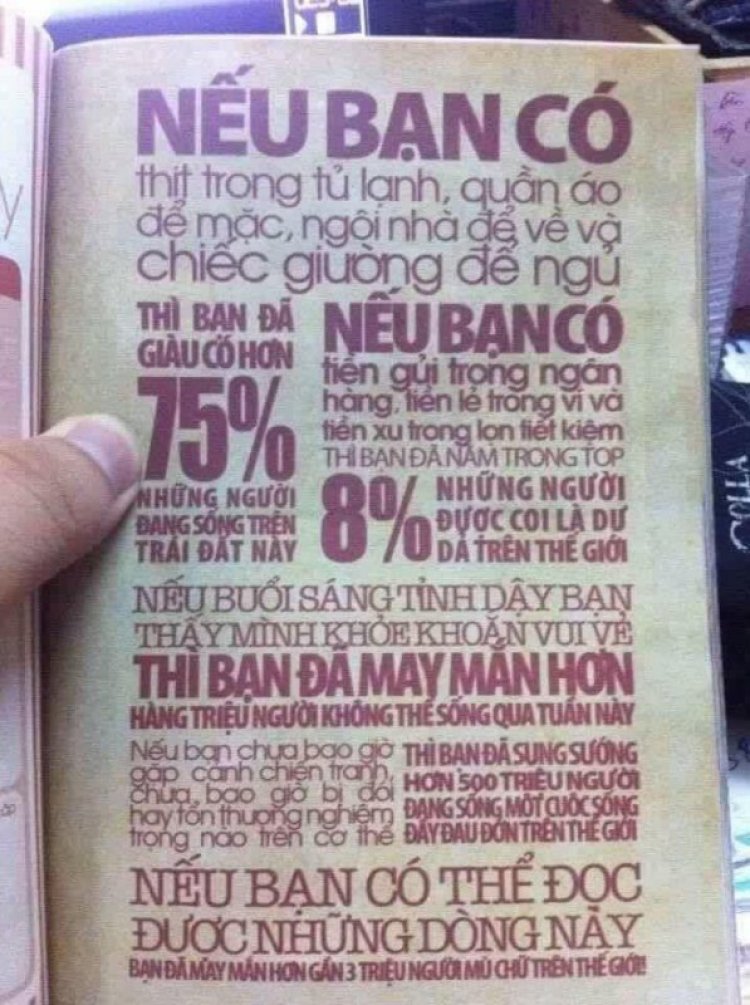 NẾU BẠN CÓ
thịt trong tủ lạnh, quần áo
để mặc, ngôi nhà để về và
chiếc giường để ngủ
THÌ BẠN ĐÃ
GIÀU CÓ HƠN
75%
NHỮNG NGƯỜI
ĐANG SỐNG TRÊN
TRÁI ĐẤT NÀY
NẾU BẠN CÓ
tiền gửi trong ngân
hàng, tiền lẻ trong ví và
tiền xu trong lon tiết kiệm
THÌ BẠN ĐÃ NẰM TRONG TOP
8%
NHỮNG NGƯỜI
ĐƯỢC COI LÀ DƯ
DẢ TRÊN THẾ GIỚI
NẾU BUỔI SÁNG TỈNH DẬY BẠN
THẤY MÌNH KHỎE KHOẮN VUI VẺ
THÌ BẠN ĐÃ MAY MẮN HƠN
HÀNG TRIỆU NGƯỜI KHÔNG THỂ SỐNG QUA TUẦN NÀY
Nếu bạn chưa bao giờ
gặp cảnh chiến tranh,
chưa bao giờ bị đói
hay tổn thương nghiêm
trọng nào trên cơ thể
THÌ BẠN ĐÃ SUNG SƯỚNG
HƠN 500 TRIỆU NGƯỜI
ĐANG SỐNG MỘT CUỘC SỐNG
ĐẦY ĐAU ĐỚN TRÊN THẾ GIỚI
NẾU BẠN CÓ THỂ ĐỌC
ĐƯỢC NHỮNG DÒNG NÀY
BẠN ĐÃ MAY MẮN HƠN GẦN 3 TRIỆU NGƯỜI MÙ CHỮ TRÊN THẾ GIỚI!